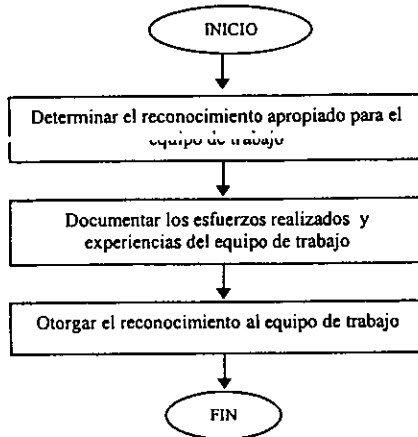 INICIO
Determinar el reconocimiento apropiado para el
equipo de trabajo
Documentar los esfuerzos realizados y
experiencias del equipo de trabajo
Otorgar el reconocimiento al equipo de trabajo
FIN